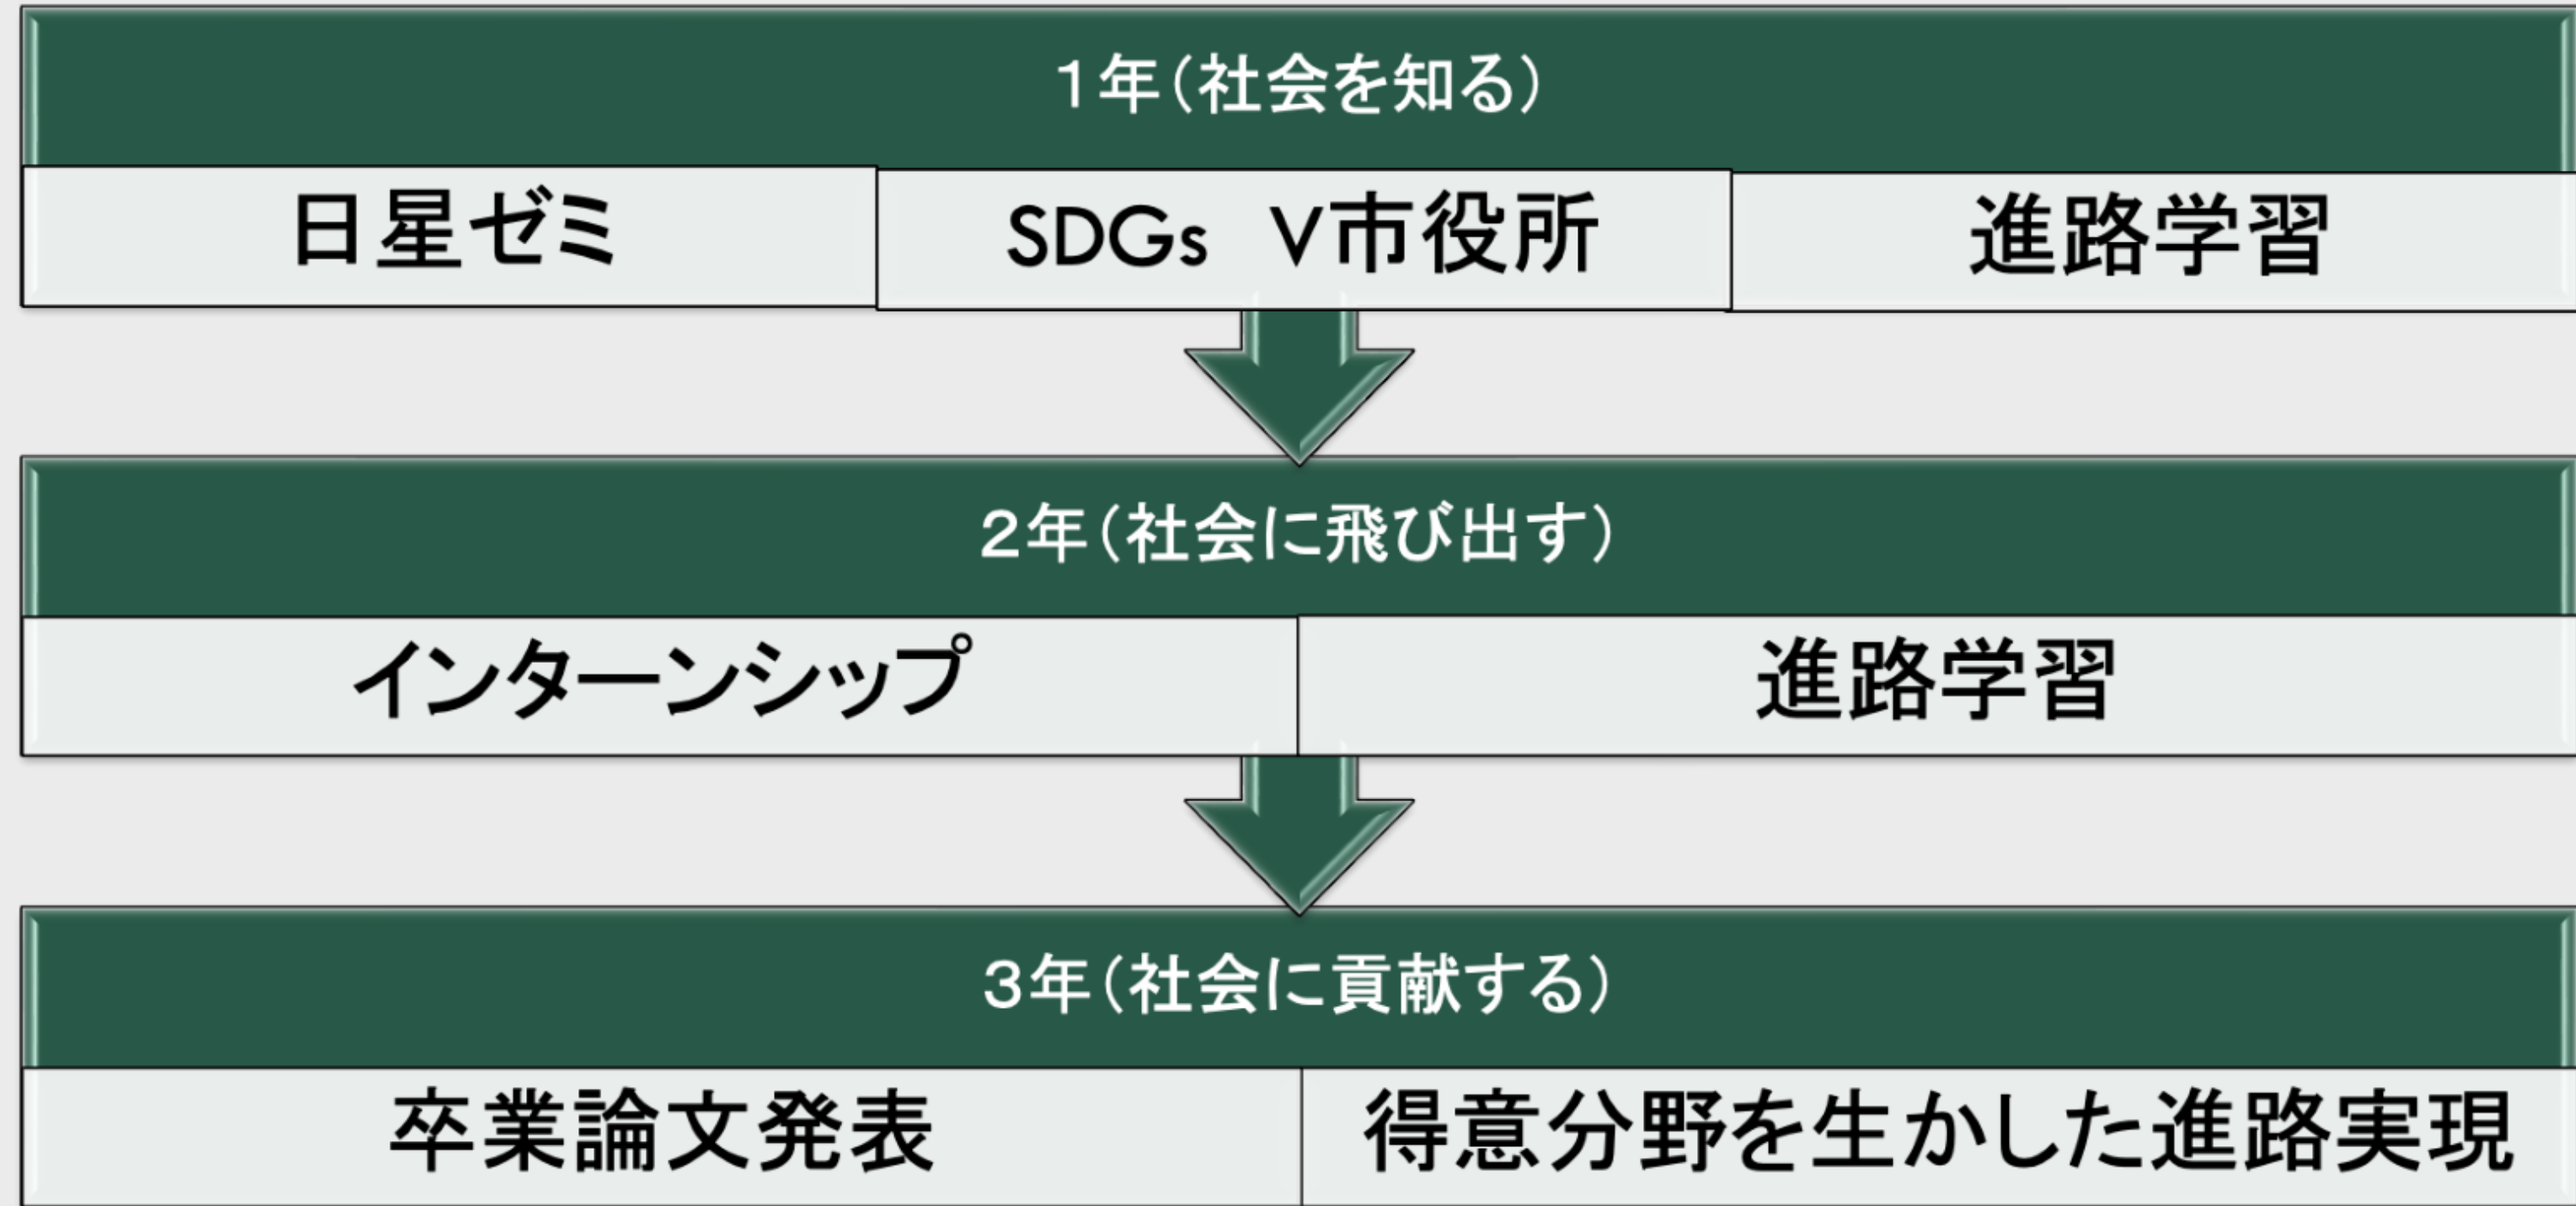 1年(社会を知る)
日星ゼミ
SDGs V市役所
進路学習
2年(社会に飛び出す)
インターンシップ
進路学習
3年(社会に貢献する)
卒業論文発表
得意分野を生かした進路実現